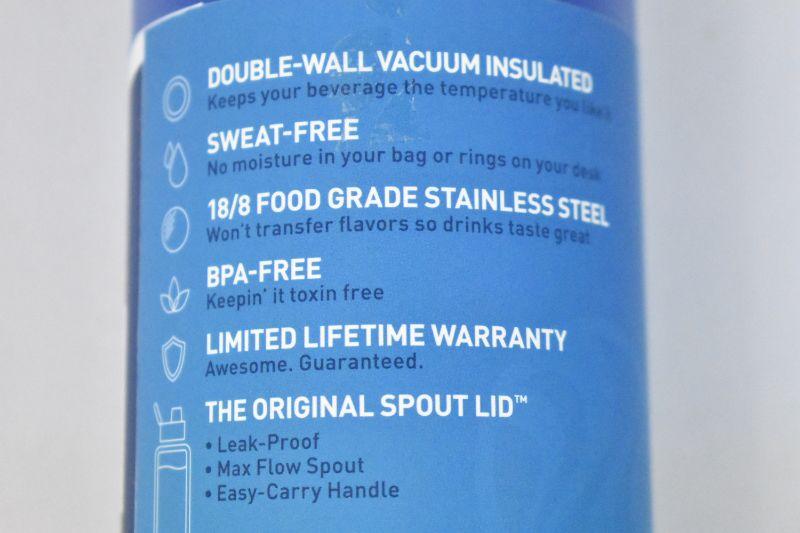 DOUBLE-WALL VACUUM INSULATED
Keeps your beverage the temperature you like it
SWEAT-FREE
No moisture in your bag or rings on your desk
18/8 FOOD GRADE STAINLESS STEEL
Won't transfer flavors so drinks taste great
BPA-FREE
Keepin' it toxin free
LIMITED LIFETIME WARRANTY
Awesome. Guaranteed.
THE ORIGINAL SPOUT LID™
• Leak-Proof
• Max Flow Spout
• Easy-Carry Handle